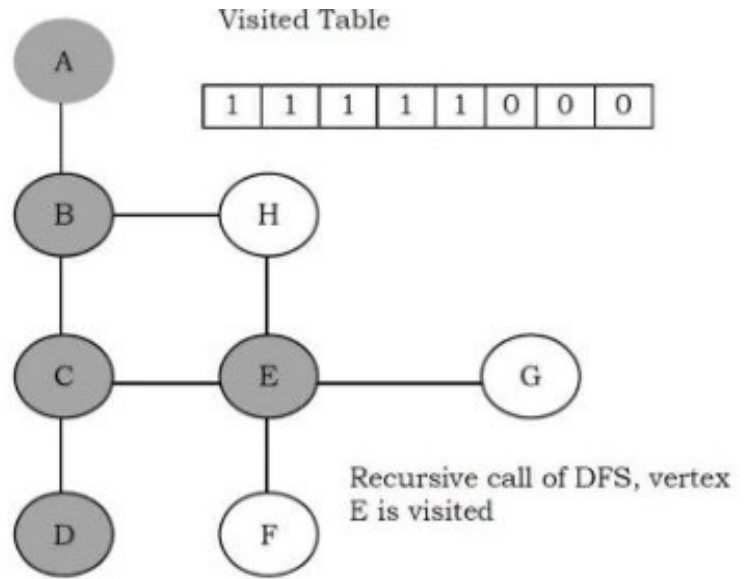 Visited Table
A
1 1 1 1 1 0 0 0
B H
C E G
Recursive call of DFS, vertex
E is visited
D F